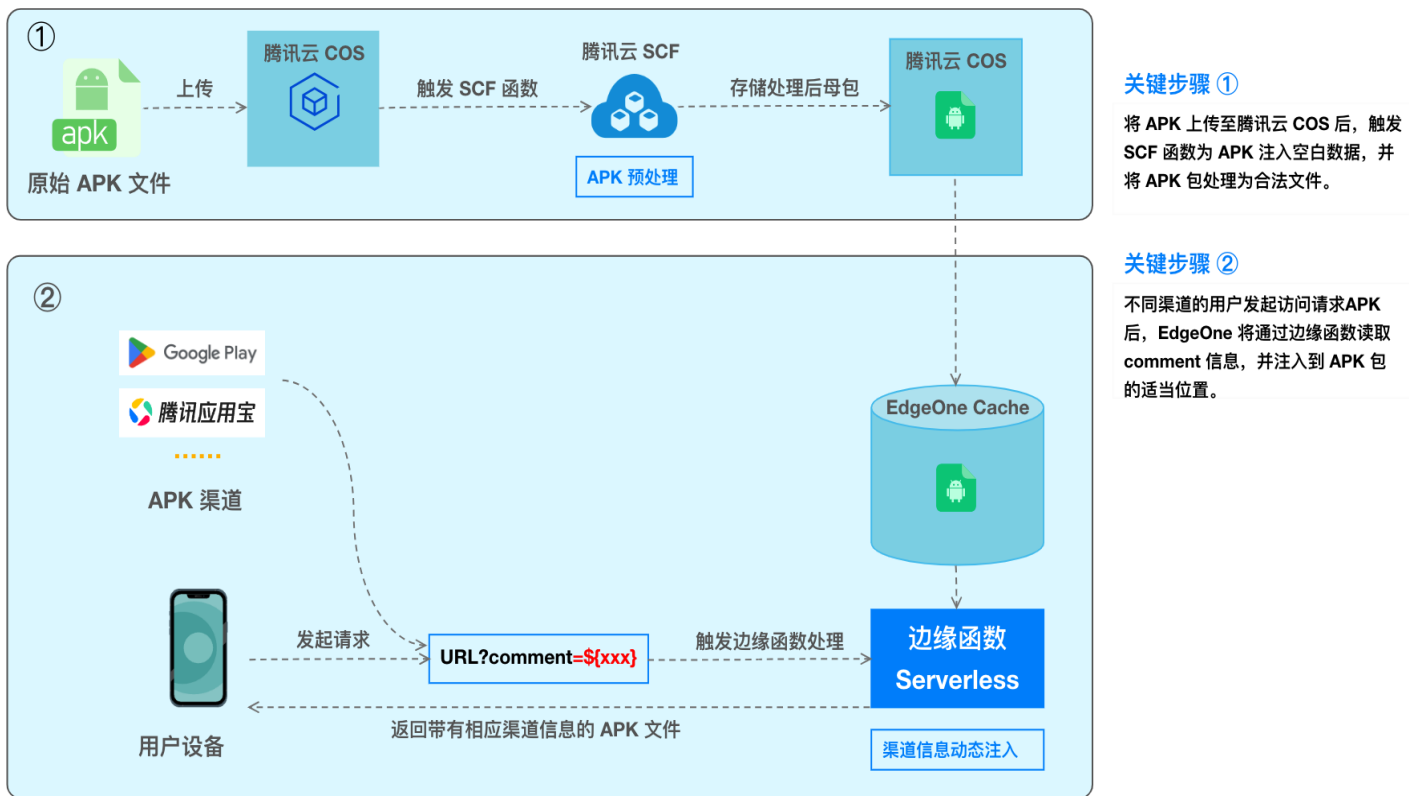 ①
腾讯云 COS
腾讯云 SCF
腾讯云 COS
上传
触发 SCF 函数
存储处理后母包
apk
原始 APK 文件
APK 预处理
关键步骤 ①
将 APK 上传至腾讯云 COS 后，触发
SCF 函数为 APK 注入空白数据，并
将 APK 包处理为合法文件。
关键步骤 ②
不同渠道的用户发起访问请求APK
后，EdgeOne 将通过边缘函数读取
comment 信息，并注入到 APK 包
的适当位置。
②
Google Play
腾讯应用宝
······
APK 渠道
EdgeOne Cache
发起请求
URL?comment=${xxx}
触发边缘函数处理
边缘函数
Serverless
返回带有相应渠道信息的 APK 文件
用户设备
渠道信息动态注入